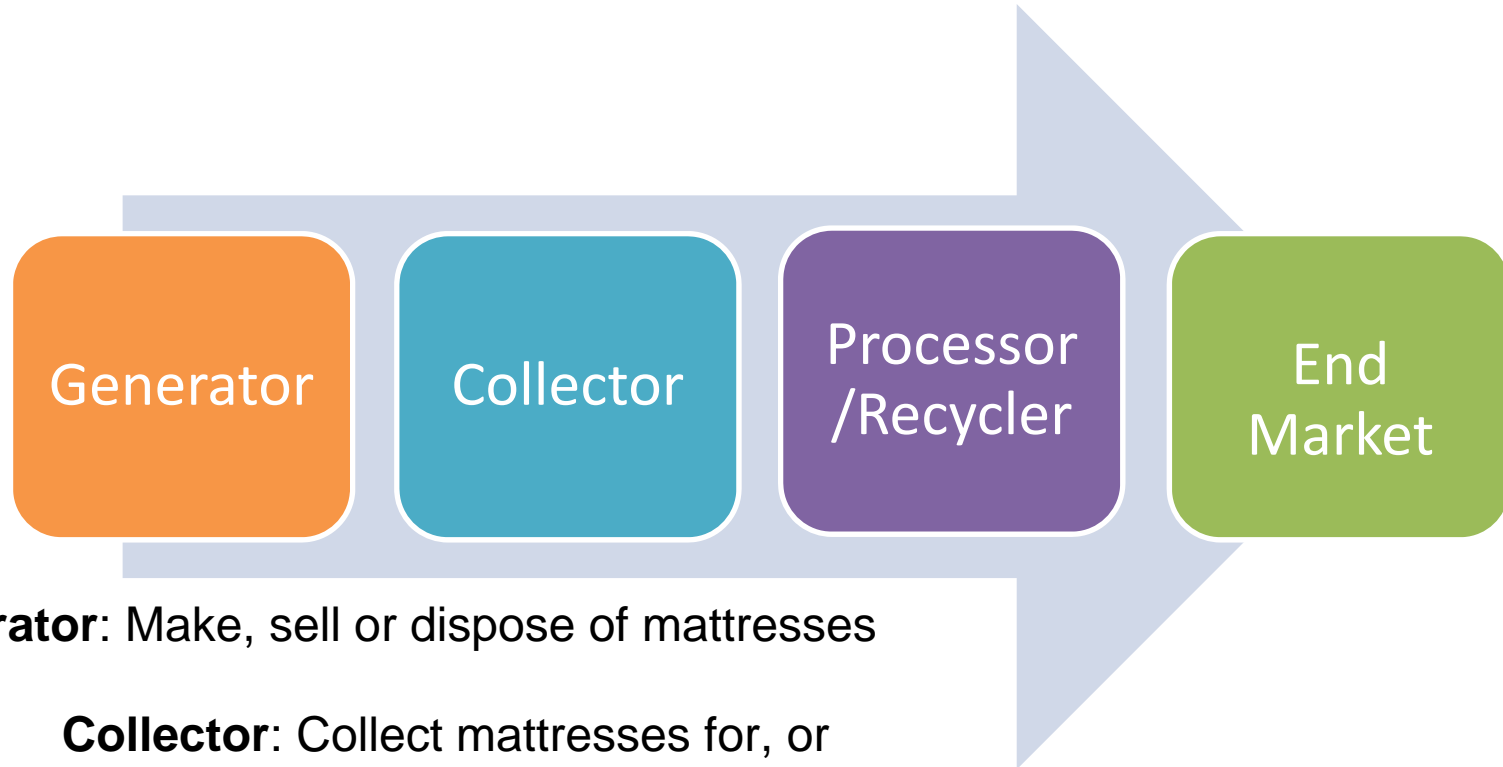 Generator
Collector
Processor
/Recycler
End
Market
rator: Make, sell or dispose of mattresses
Collector: Collect mattresses for, or